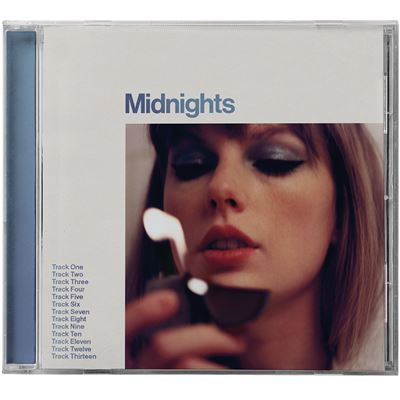 Midnights
Track One
Track Two
Track Three
Track Four
Track Five
Track Six
Track Seven
Track Eight
Track Nine
Track Ten
Track Eleven
Track Twelve
Track Thirteen